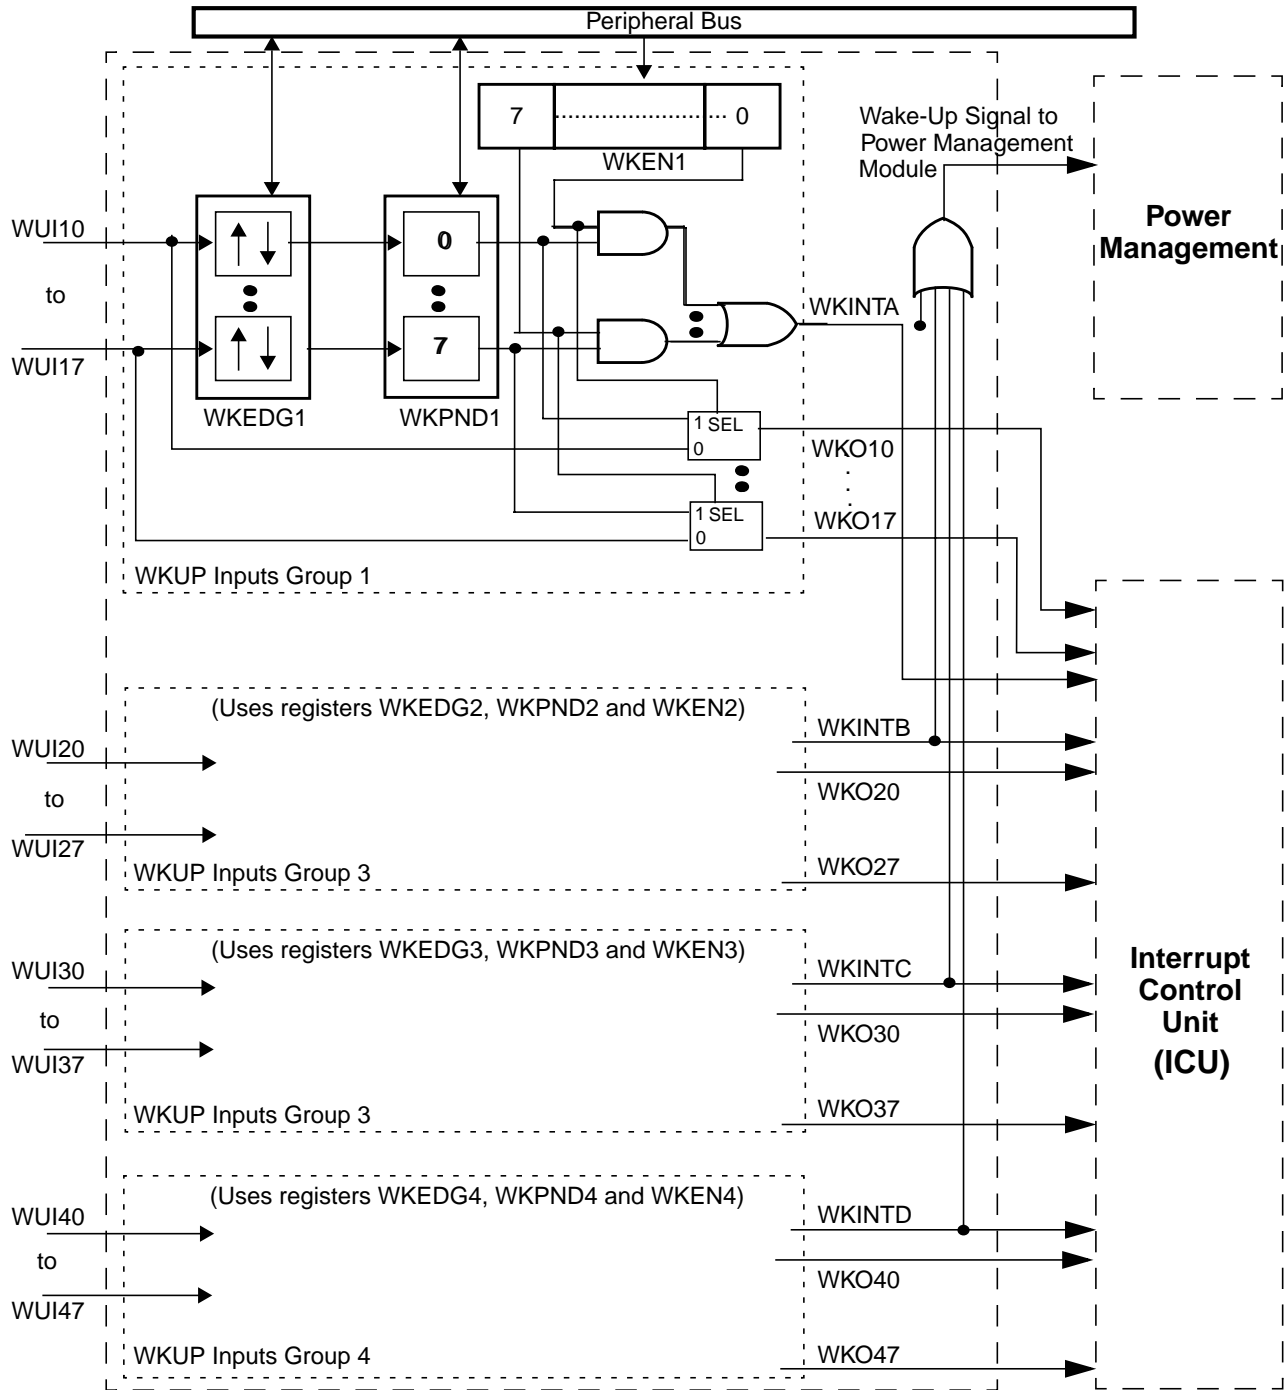 Peripheral Bus
7 0
WKEN1
Wake-Up Signal to
Power Management
Module
Power
Management
WUI10
to
WUI17
0
7
WKEDG1
WKPND1
WKINTA
1 SEL
0
WKO10
1 SEL
0
WKO17
WKUP Inputs Group 1
(Uses registers WKEDG2, WKPND2 and WKEN2)
WUI20
to
WUI27
WKINTB
WKO20
WKO27
WKUP Inputs Group 3
(Uses registers WKEDG3, WKPND3 and WKEN3)
WUI30
to
WUI37
WKINTC
WKO30
WKO37
WKUP Inputs Group 3
Interrupt
Control
Unit
(ICU)
(Uses registers WKEDG4, WKPND4 and WKEN4)
WUI40
to
WUI47
WKINTD
WKO40
WKO47
WKUP Inputs Group 4